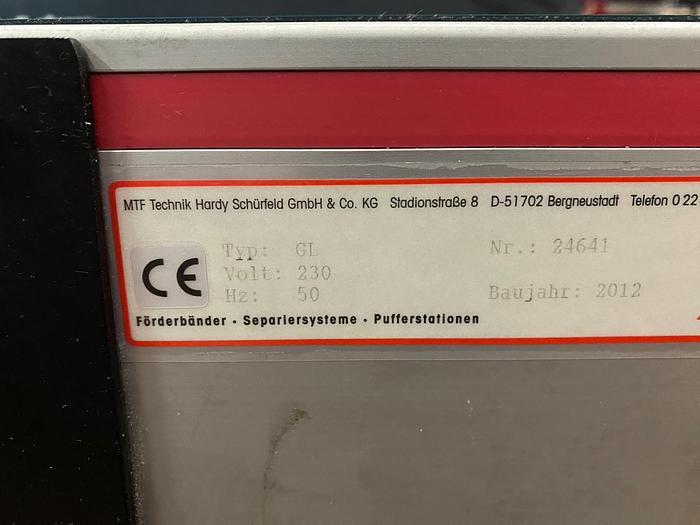 MTF Technik Hardy Schürfeld GmbH & Co. KG Stadionstraße 8 D-51702 Bergneustadt Telefon 0 22
CE
Typ: GL Nr.: 24641
Volt: 230
Hz: 50 Baujahr: 2012
Förderbänder · Separiersysteme · Pufferstationen